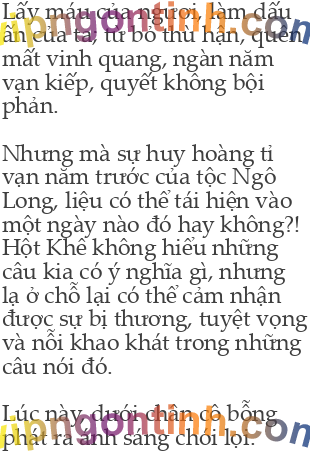 Lấy máu của ngươi, làm dấu
ấn của ta, từ bỏ thù hận, quên
mất vinh quang, ngàn năm
vạn kiếp, quyết không bội
phản.
Nhưng mà sự huy hoàng tỉ
vạn năm trước của tộc Ngô
Long, liệu có thể tái hiện vào
một ngày nào đó hay không?!
Hột Khê không hiểu những
câu kia có ý nghĩa gì, nhưng
lạ ở chỗ lại có thể cảm nhận
được sự bị thương, tuyệt vọng
và nỗi khao khát trong những
câu nói đó.
Lúc này, dưới chân cô bỗng
phát ra ánh sáng chói lọi.
vipngontinh.com
vipngontinh.com